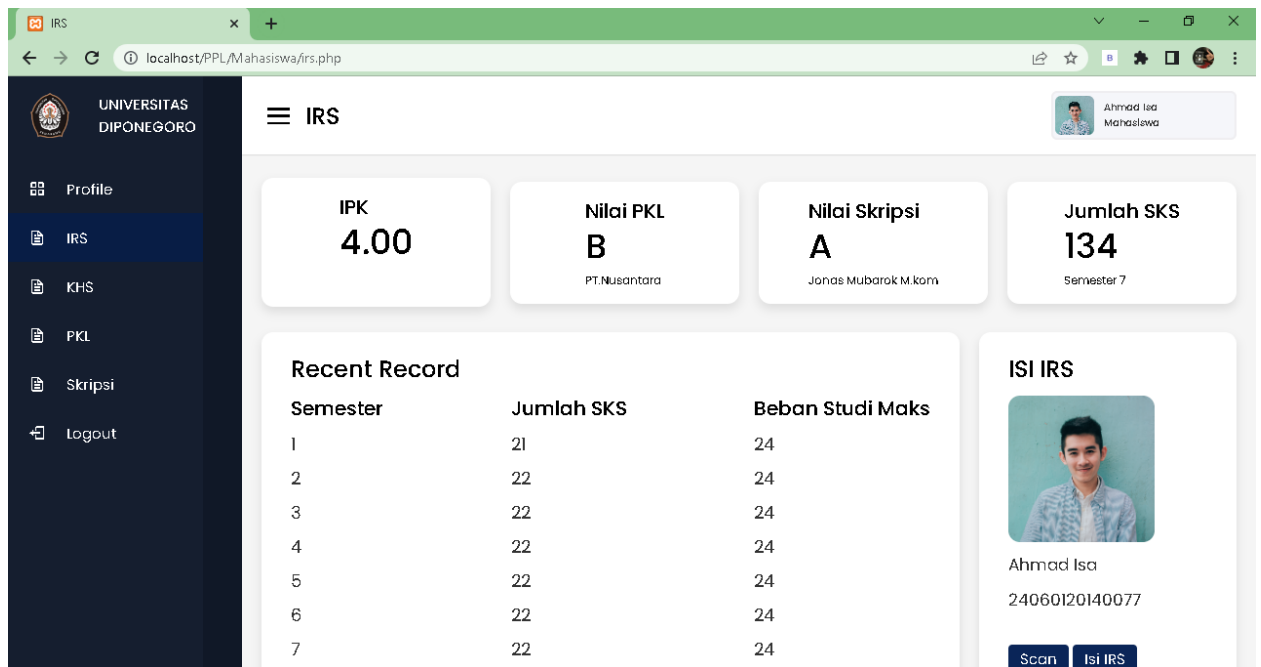 IRS
localhost/PPL/Mahasiswa/irs.php
B
UNIVERSITAS
DIPONEGORO
Profile
IRS
KHS
PKL
Skripsi
Logout
IRS
Ahmad Isa
Mahasiswa
IPK
4.00
Nilai PKL
B
PT.Nusantara
Nilai Skripsi
A
Jonas Mubarok M.kom
Jumlah SKS
134
Semester 7
Recent Record
Semester Jumlah SKS Beban Studi Maks
1 21 24
2 22 24
3 22 24
4 22 24
5 22 24
6 22 24
7 22 24
ISI IRS
Ahmad Isa
24060120140077
Scan Isi IRS